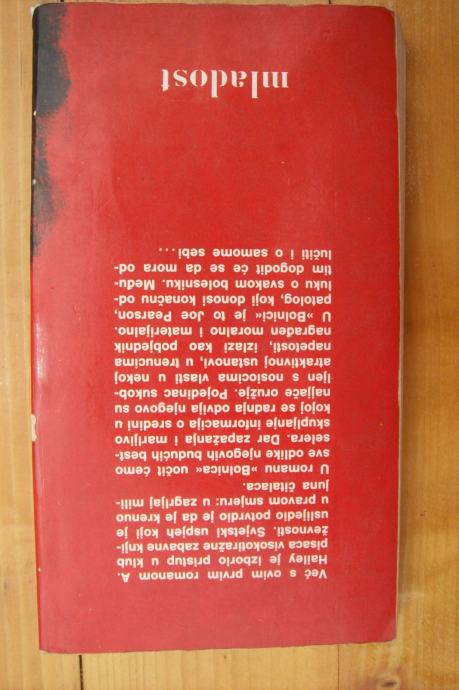 Već s ovim prvim romanom A.
Halley je izborio pristup u klub
pisaca visokotiražne zabavne knji-
ževnosti. Svjetski uspjeh koji je
uslijedio potvrdio je da je krenuo
u pravom smjeru: u zagrljaj mili-
juna čitalaca.
U romanu »Bolnica« uočit ćemo
sve odlike njegovih budućih best-
selera. Dar zapažanja i marljivo
skupljanje informacija o sredini u
kojoj se radnja odvija njegovo su
najjače oružje. Pojedinac sukob-
ljen s nosiocima vlasti u nekoj
atraktivnoj ustanovi, u trenucima
napetosti, izlazi kao pobjednik
nagrađen moralno i materijalno.
U »Bolnici« je to Joe Pearson,
patolog, koji donosi konačnu od-
luku o svakom bolesniku. Među-
tim dogodit će se da mora od-
lučiti i o samome sebi...
mladost